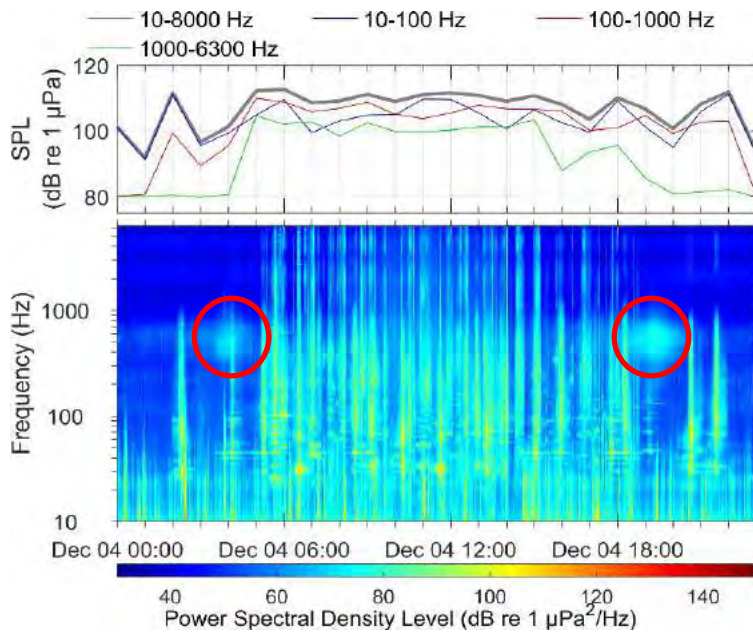 10-8000 Hz 10-100 Hz 100-1000 Hz
1000-6300 Hz
120
100
80
SPL
(dB re 1 µPa)
1000
100
10
Frequency (Hz)
Dec 04 00:00 Dec 04 06:00 Dec 04 12:00 Dec 04 18:00
40 60 80 100 120 140
Power Spectral Density Level (dB re 1 µPa²/Hz)